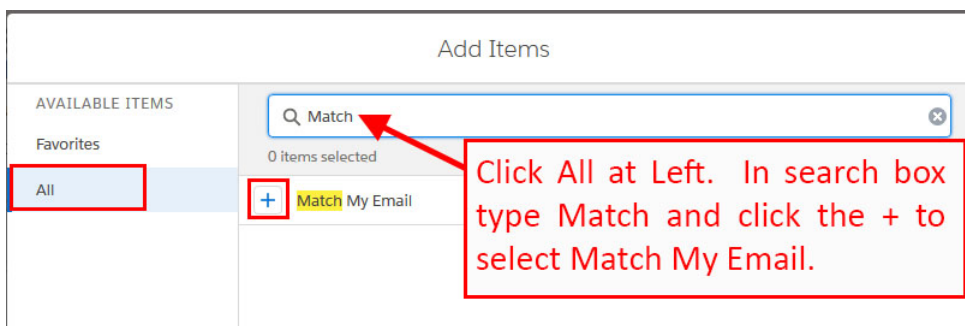 Add Items
AVAILABLE ITEMS
Favorites
All
Match
0 items selected
+ Match My Email
Click All at Left. In search box
type Match and click the + to
select Match My Email.